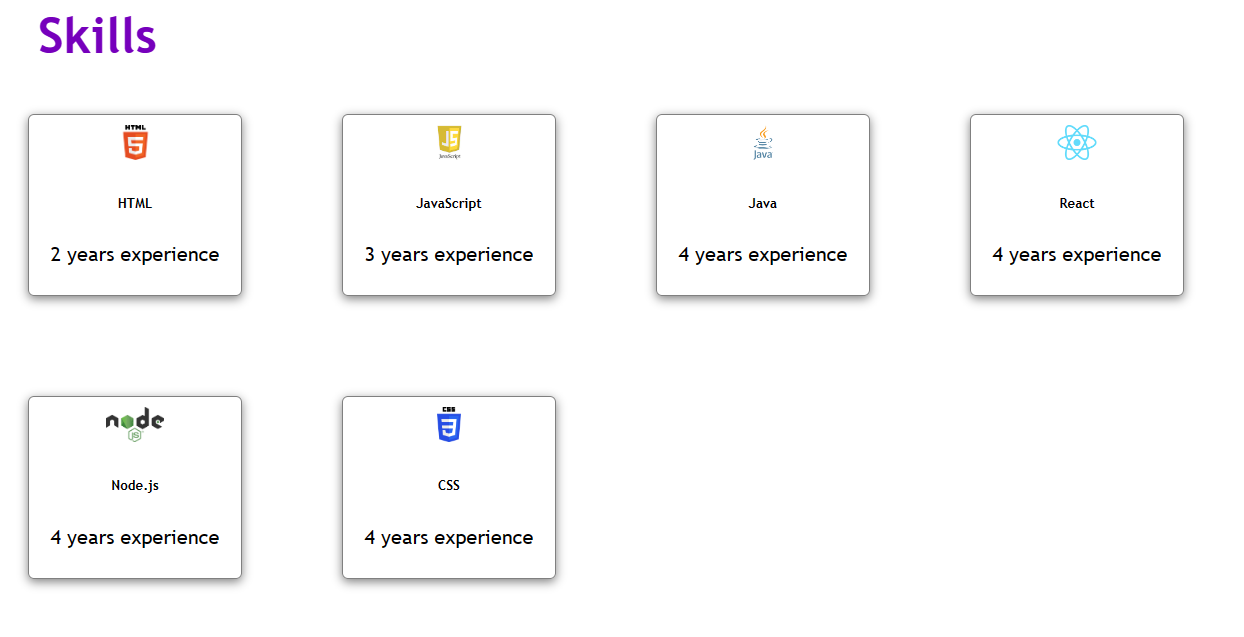 Skills
HTML
5
HTML
2 years experience
JS
JavaScript
JavaScript
3 years experience
Java
Java
4 years experience
React
4 years experience
node
JS
Node.js
4 years experience
CSS
3
CSS
4 years experience